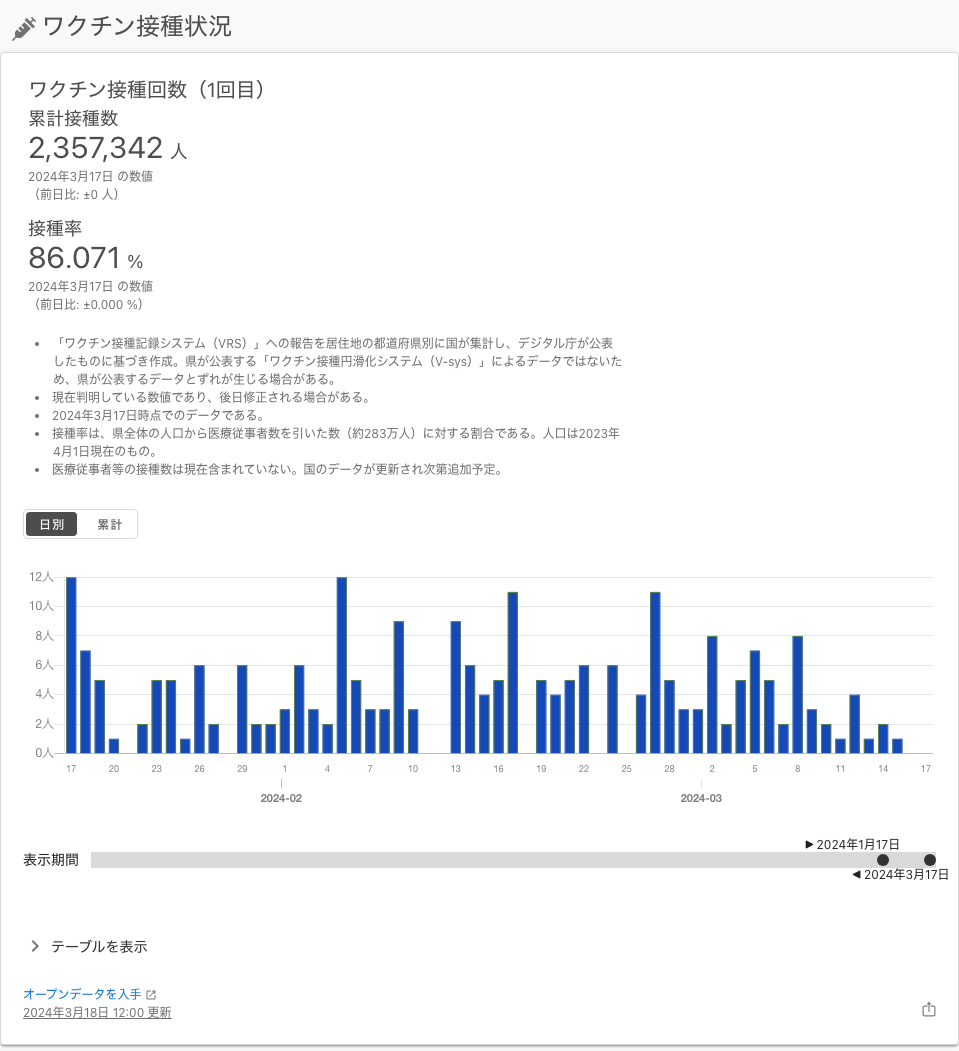 ワクチン接種状況
ワクチン接種回数（1回目）
累計接種数
2,357,342 人
2024年3月17日 の数値
（前日比: ±0 人）
接種率
86.071 %
2024年3月17日 の数値
（前日比: ±0.000 %）
• 「ワクチン接種記録システム（VRS）」への報告を居住地の都道府県別に国が集計し、デジタル庁が公表
したものに基づき作成。県が公表する「ワクチン接種円滑化システム（V-sys）」によるデータではないた
め、県が公表するデータとずれが生じる場合がある。
• 現在判明している数値であり、後日修正される場合がある。
• 2024年3月17日時点でのデータである。
• 接種率は、県全体の人口から医療従事者数を引いた数（約283万人）に対する割合である。人口は2023年
4月1日現在のもの。
• 医療従事者等の接種数は現在含まれていない。国のデータが更新され次第追加予定。
日別 累計
12人
10人
8人
6人
4人
2人
0人
17 20 23 26 29 1 4 7 10 13 16 19 22 25 28 2 5 8 11 14 17
2024-02 2024-03
2024年1月17日
表示期間
2024年3月17日
テーブルを表示
オープンデータを入手
2024年3月18日 12:00 更新